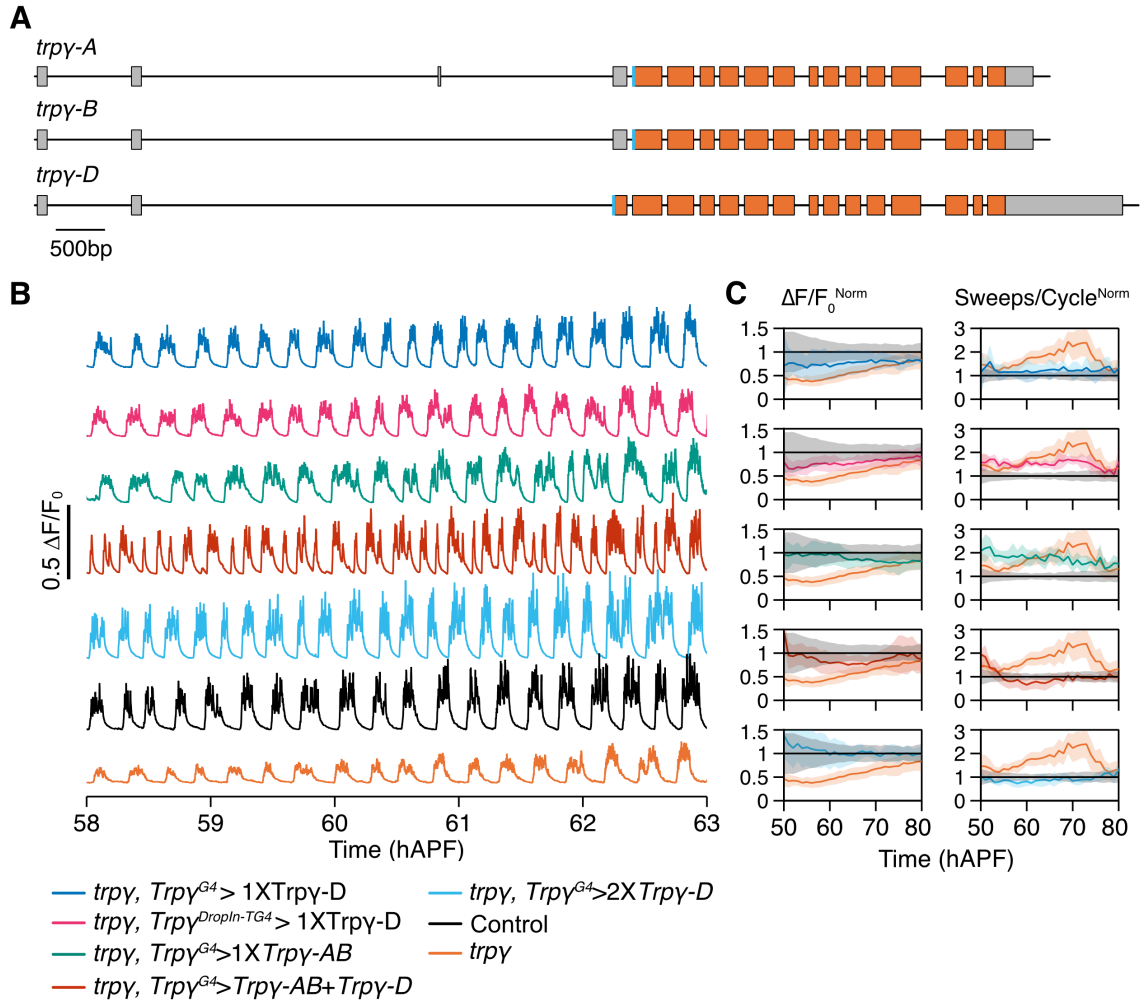 A
trpγ-A
trpγ-B
trpγ-D
500bp
B
0.5 ΔF/F0
58 59 60 61 62 63
Time (hAPF)
C
ΔF/F0 Norm
Sweeps/Cycle Norm
1.5
1
0.5
0
3
2
1
0
1.5
1
0.5
0
3
2
1
0
1.5
1
0.5
0
3
2
1
0
1.5
1
0.5
0
3
2
1
0
1.5
1
0.5
0
3
2
1
0
50 60 70 80
50 60 70 80
Time (hAPF)
trpγ, TrpγG4 > 1XTrpγ-D
trpγ, TrpγDropIn-TG4 > 1XTrpγ-D
trpγ, TrpγG4>1XTrpγ-AB
trpγ, TrpγG4>Trpγ-AB+Trpγ-D
trpγ, TrpγG4>2XTrpγ-D
Control
trpγ